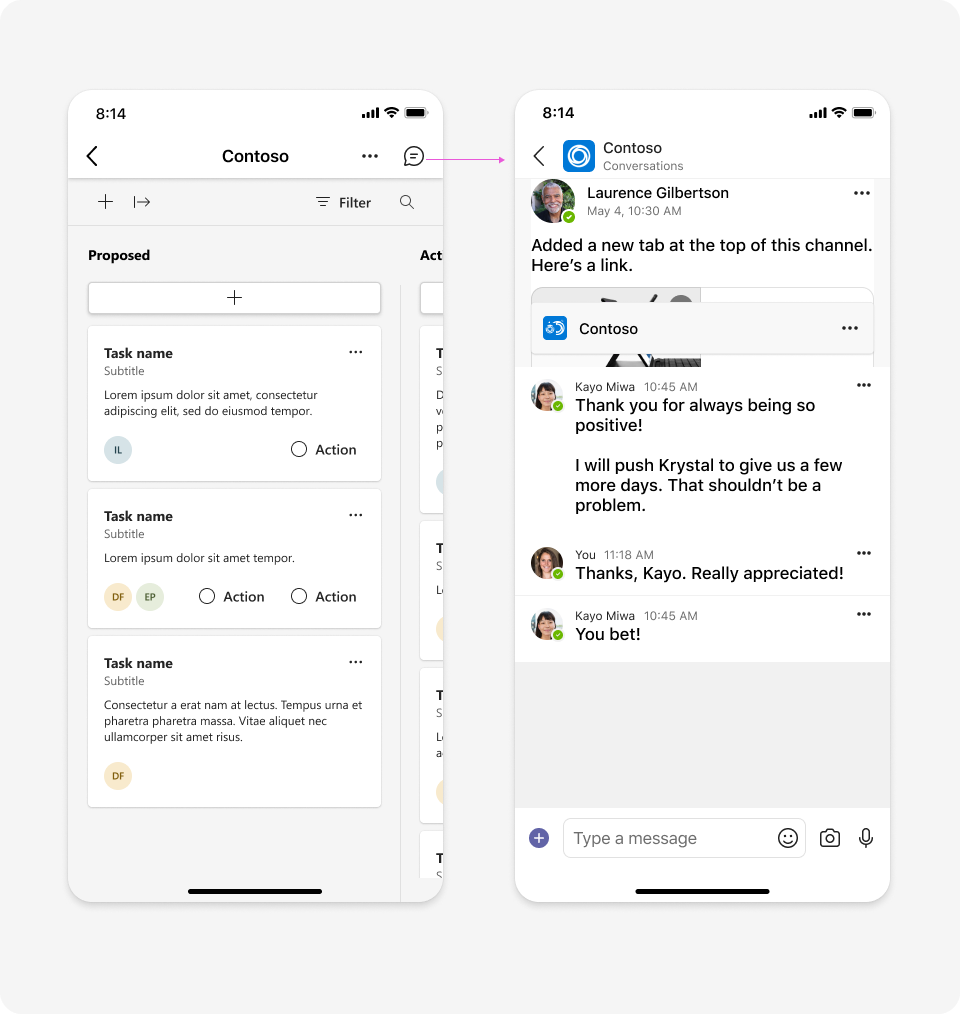 8:14
Contoso
Filter
Proposed
Task name
Subtitle
Lorem ipsum dolor sit amet, consectetur
adipiscing elit, sed do eiusmod tempor.
IL
Action
Task name
Subtitle
Lorem ipsum dolor sit amet tempor.
DF
EP
Action
Action
Task name
Subtitle
Consectetur a erat nam at lectus. Tempus urna et
pharetra pharetra massa. Vitae aliquet nec
ullamcorper sit amet risus.
DF
8:14
Contoso
Conversations
Laurence Gilbertson
May 4, 10:30 AM
Added a new tab at the top of this channel.
Here’s a link.
Contoso
Kayo Miwa 10:45 AM
Thank you for always being so
positive!
I will push Krystal to give us a few
more days. That shouldn’t be a
problem.
You 11:18 AM
Thanks, Kayo. Really appreciated!
Kayo Miwa 10:45 AM
You bet!
Type a message